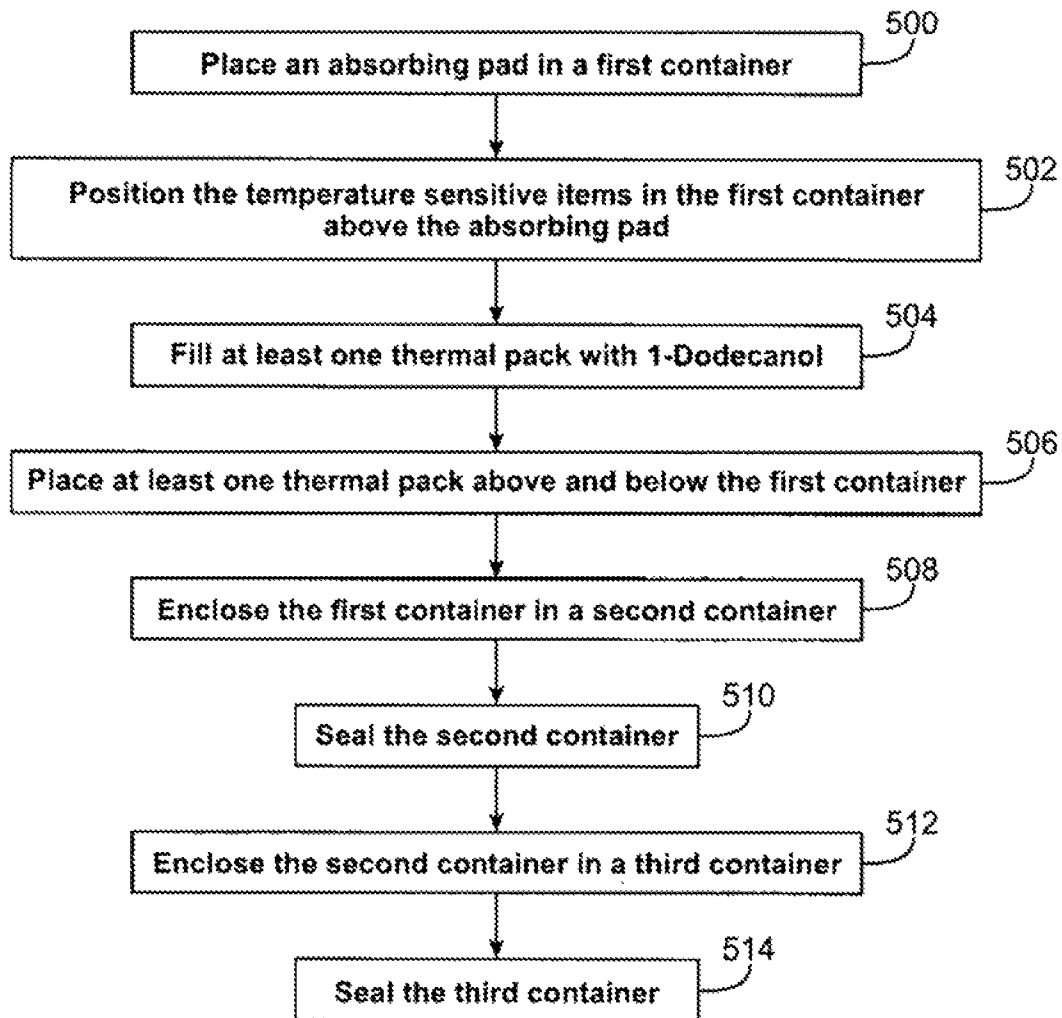 500
Place an absorbing pad in a first container
502
Position the temperature sensitive items in the first container
above the absorbing pad
504
Fill at least one thermal pack with 1-Dodecanol
506
Place at least one thermal pack above and below the first container
508
Enclose the first container in a second container
510
Seal the second container
512
Enclose the second container in a third container
514
Seal the third container